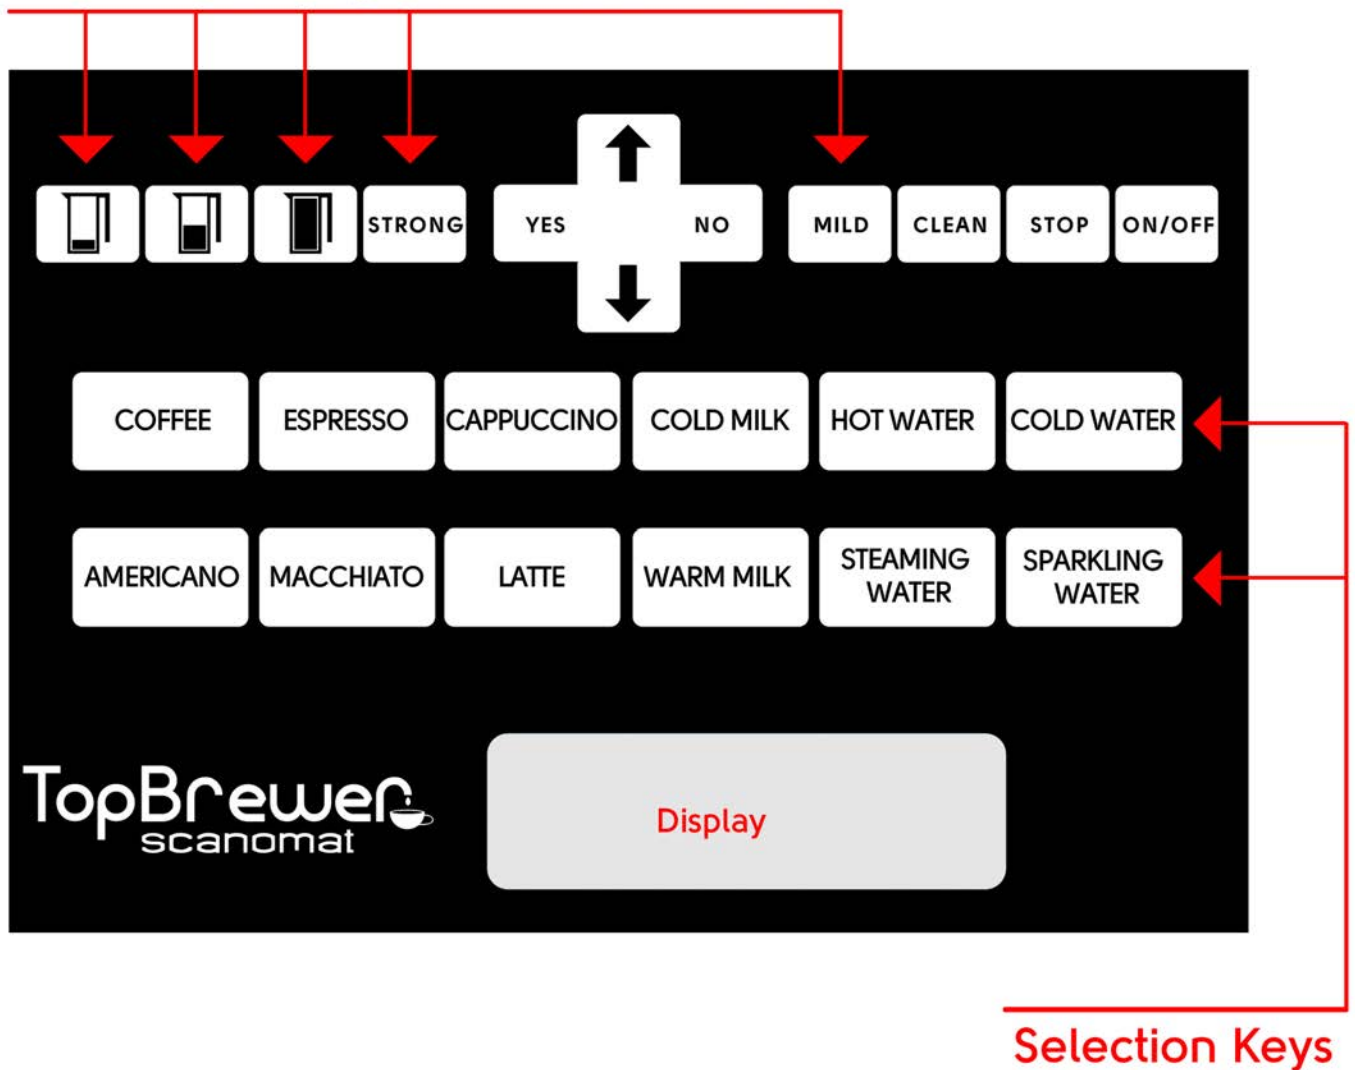 STRONG
YES
NO
MILD
CLEAN
STOP
ON/OFF
COFFEE
ESPRESSO
CAPPUCCINO
COLD MILK
HOT WATER
COLD WATER
AMERICANO
MACCHIATO
LATTE
WARM MILK
STEAMING
WATER
SPARKLING
WATER
TopBrewer
scanomat
Display
Selection Keys